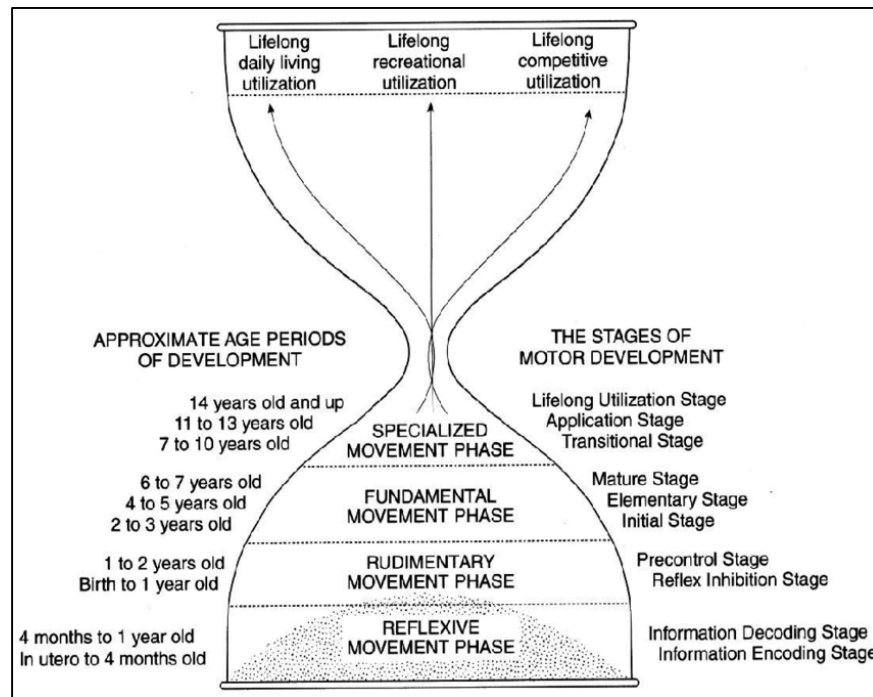 Lifelong
daily living
utilization
Lifelong
recreational
utilization
Lifelong
competitive
utilization
APPROXIMATE AGE PERIODS
OF DEVELOPMENT
THE STAGES OF
MOTOR DEVELOPMENT
14 years old and up
11 to 13 years old
7 to 10 years old
SPECIALIZED
MOVEMENT PHASE
Lifelong Utilization Stage
Application Stage
Transitional Stage
6 to 7 years old
4 to 5 years old
2 to 3 years old
FUNDAMENTAL
MOVEMENT PHASE
Mature Stage
Elementary Stage
Initial Stage
1 to 2 years old
Birth to 1 year old
RUDIMENTARY
MOVEMENT PHASE
Precontrol Stage
Reflex Inhibition Stage
4 months to 1 year old
In utero to 4 months old
REFLEXIVE
MOVEMENT PHASE
Information Decoding Stage
Information Encoding Stage